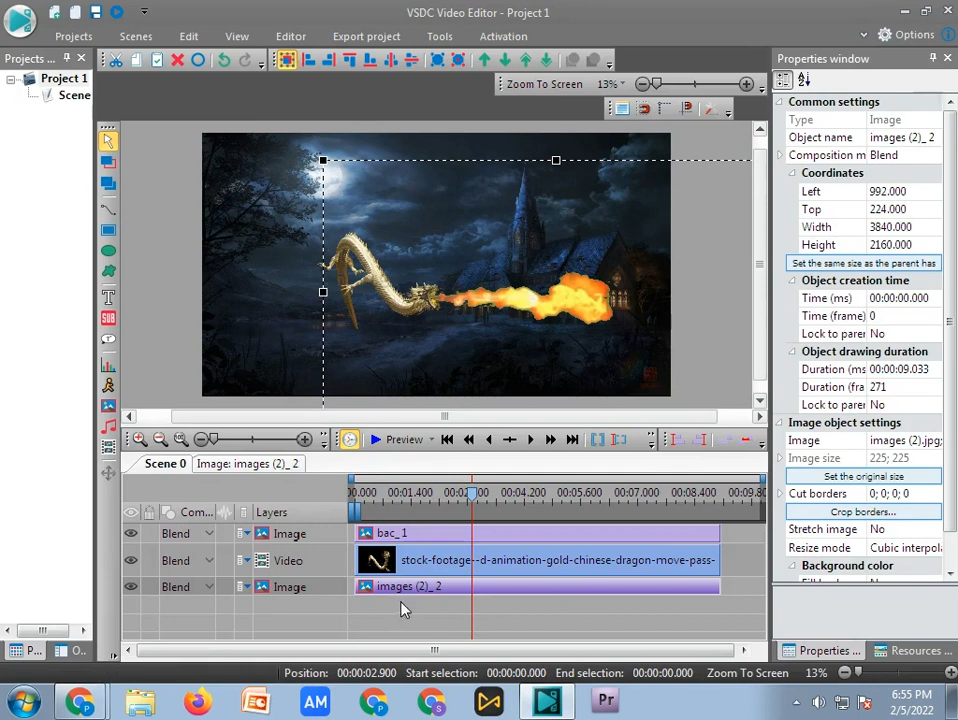 VSDC Video Editor - Project 1
Projects
Scenes
Edit
View
Editor
Export project
Tools
Activation
Options
Projects ...
Project 1
Scene
Zoom To Screen
13%
Properties window
Common settings
Type
Image
Object name
images (2)_ 2
Composition m
Blend
Coordinates
Left
992.000
Top
224.000
Width
3840.000
Height
2160.000
Set the same size as the parent has
Object creation time
Time (ms)
00:00:00.000
Time (frame)
0
Lock to parer
No
Object drawing duration
Duration (ms
00:00:09.033
Duration (fra
271
Lock to parer
No
Image object settings
Image
images (2).jpg;
Image size
225; 225
Set the original size
Cut borders
0; 0; 0; 0
Crop borders...
Stretch image
No
Resize mode
Cubic interpola
Background color
T
SUB
Preview
Scene 0
Image: images (2)_ 2
00:01.400
00:04.200
00:05.600
00:07.000
00:08.400
00:09.80
Com...
Layers
Blend
Image
bac_ 1
Blend
Video
stock-footage--d-animation-gold-chinese-dragon-move-pass-
Blend
Image
images (2)_ 2
P...
O...
Properties ...
Resources ...
Position:
00:00:02.900
Start selection:
00:00:00.000
End selection:
00:00:00.000
Zoom To Screen
13%
P
AM
P
S
Pr
6:55 PM
2/5/2022